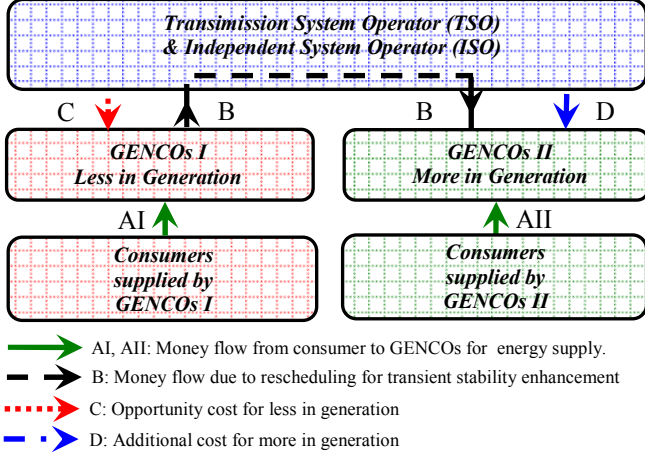 Transimission System Operator (TSO)
& Independent System Operator (ISO)
C
B
B
D
GENCOs I
Less in Generation
GENCOs II
More in Generation
AI
AII
Consumers
supplied by
GENCOs I
Consumers
supplied by
GENCOs II
AI, AII: Money flow from consumer to GENCOs for energy supply.
B: Money flow due to rescheduling for transient stability enhancement
C: Opportunity cost for less in generation
D: Additional cost for more in generation